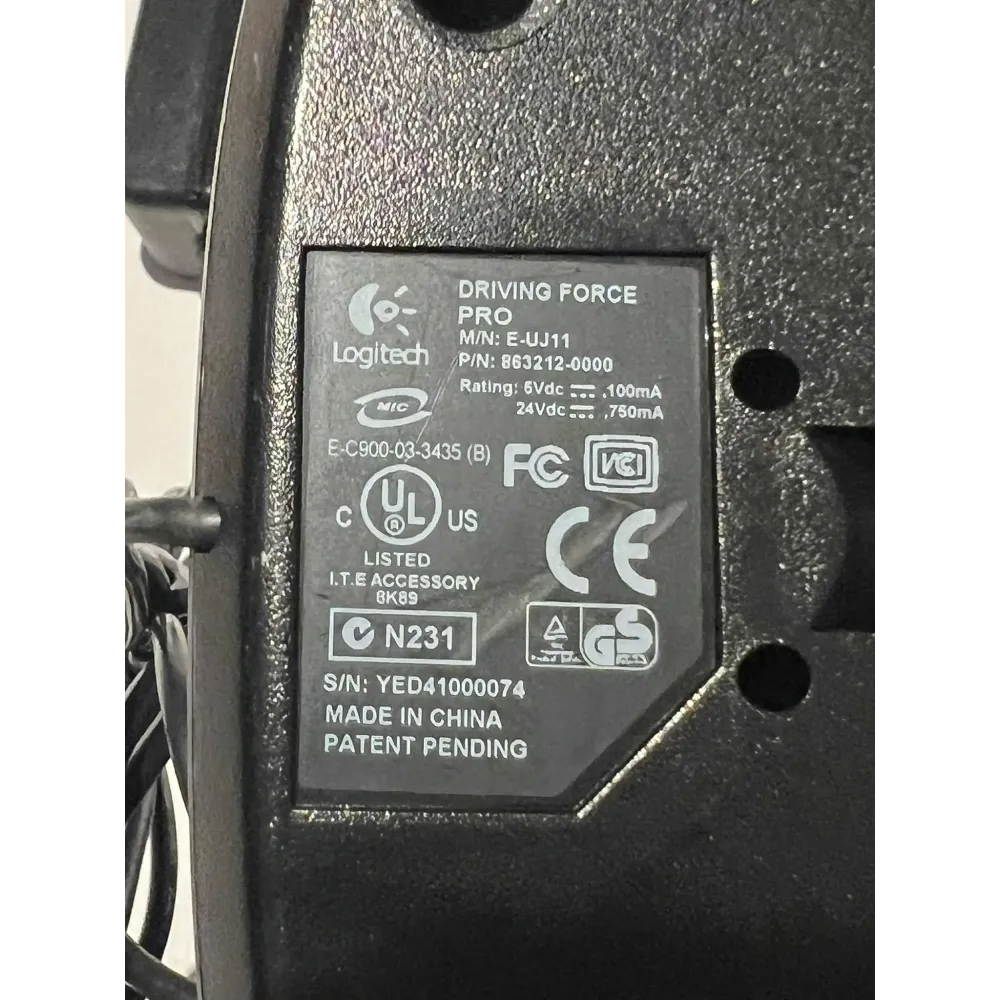 Logitech
DRIVING FORCE
PRO
M/N: E-UJ11
P/N: 863212-0000
Rating: 6Vdc ⎓ .100mA
24Vdc ⎓ .750mA
MIC
E-C900-03-3435 (B)
FC
VCI
C UL ® US
CE
LISTED
I.T.E ACCESSORY
8K89
N231
GS
S/N: YED41000074
MADE IN CHINA
PATENT PENDING